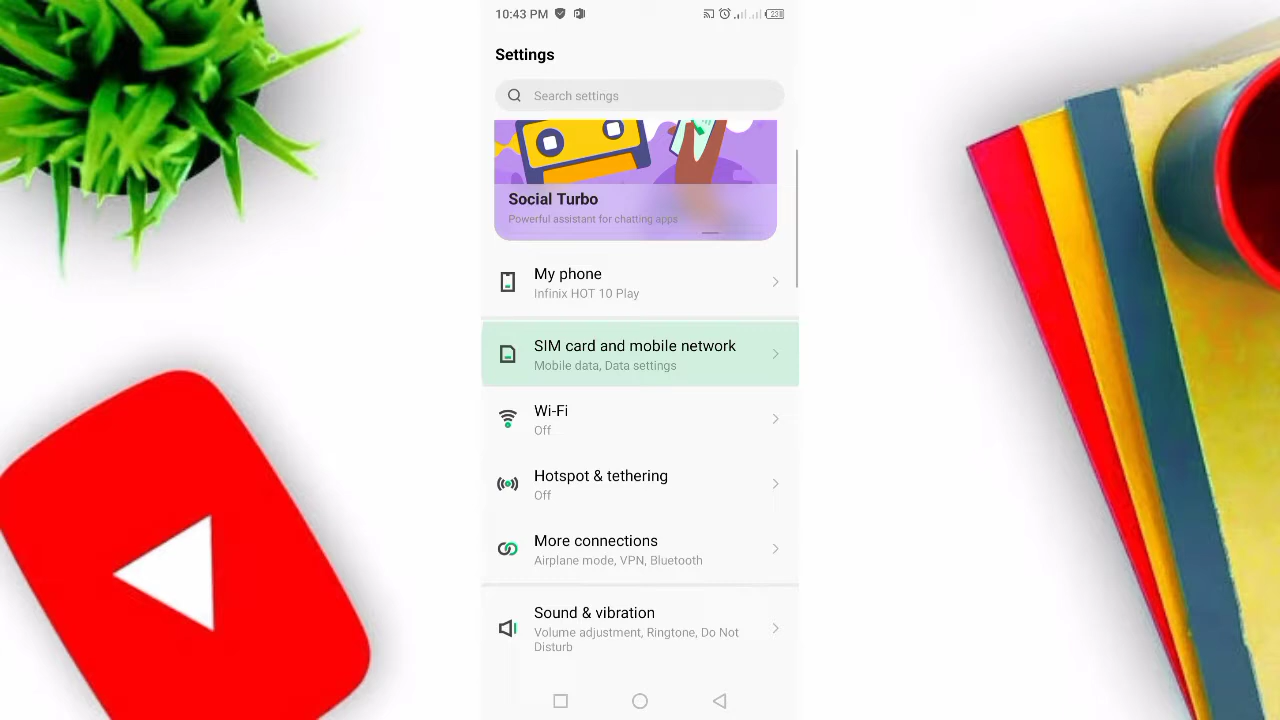 10:43 PM
Settings
Search settings
Social Turbo
Powerful assistant for chatting apps
My phone
Infinix HOT 10 Play
SIM card and mobile network
Mobile data, Data settings
Wi-Fi
Off
Hotspot & tethering
Off
More connections
Airplane mode, VPN, Bluetooth
Sound & vibration
Volume adjustment, Ringtone, Do Not
Disturb